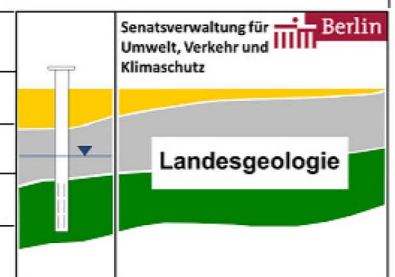 Senatsverwaltung für
Umwelt, Verkehr und
Klimaschutz
Berlin
Landesgeologie